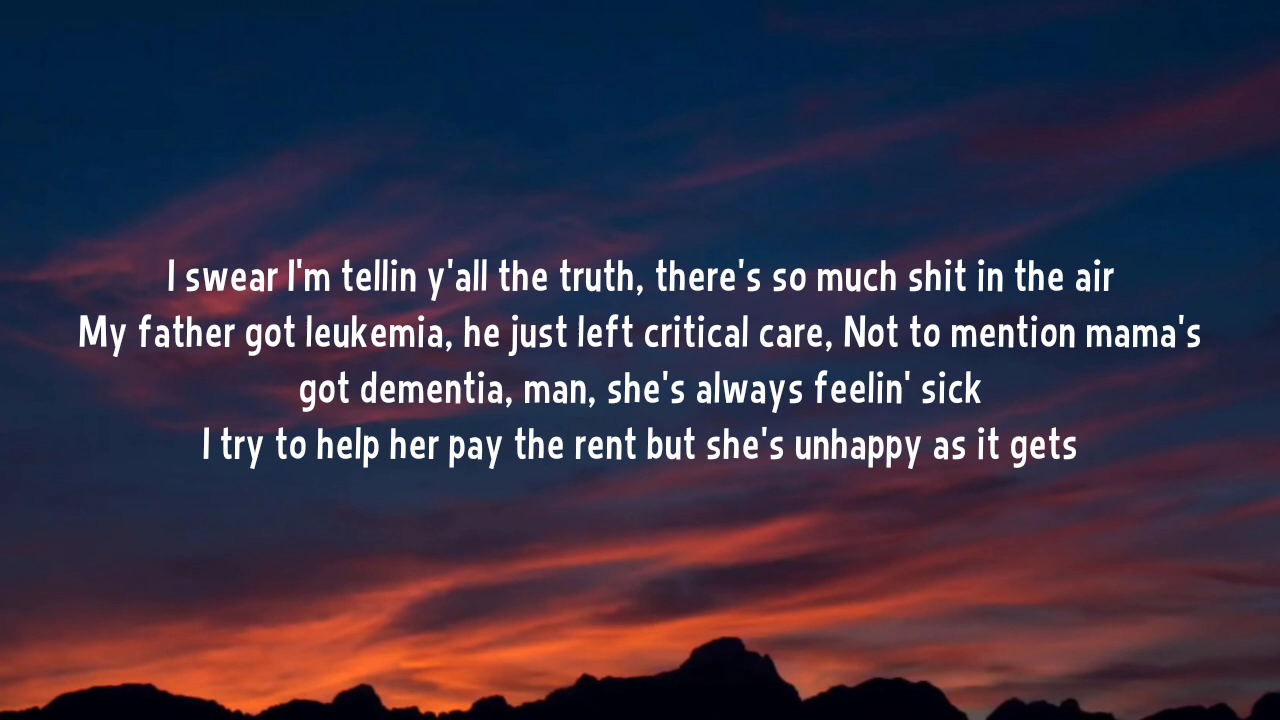 I swear I'm tellin y'all the truth, there's so much shit in the air
My father got leukemia, he just left critical care, Not to mention mama's
got dementia, man, she's always feelin' sick
I try to help her pay the rent but she's unhappy as it gets